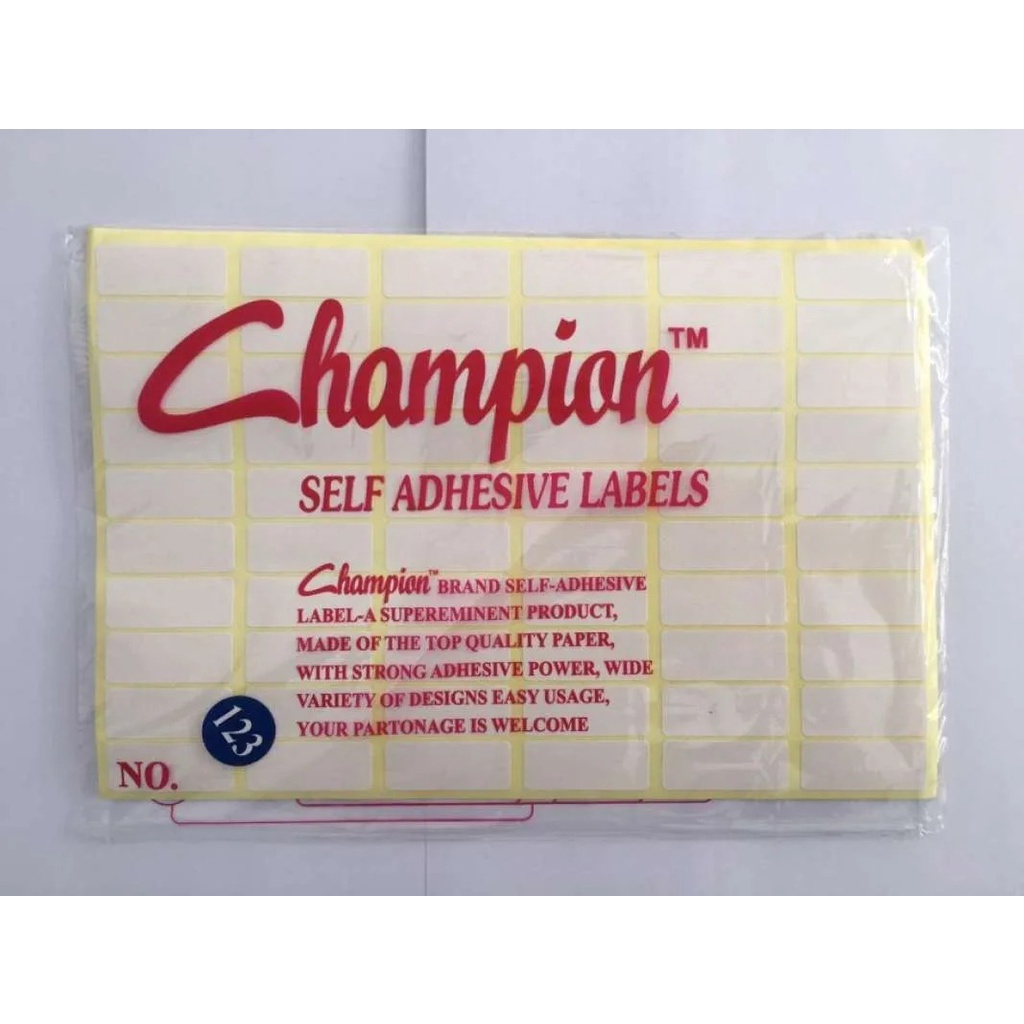 Champion™
SELF ADHESIVE LABELS
Champion™ BRAND SELF-ADHESIVE
LABEL-A SUPEREMINENT PRODUCT,
MADE OF THE TOP QUALITY PAPER,
WITH STRONG ADHESIVE POWER, WIDE
VARIETY OF DESIGNS EASY USAGE,
YOUR PARTONAGE IS WELCOME
123
NO.